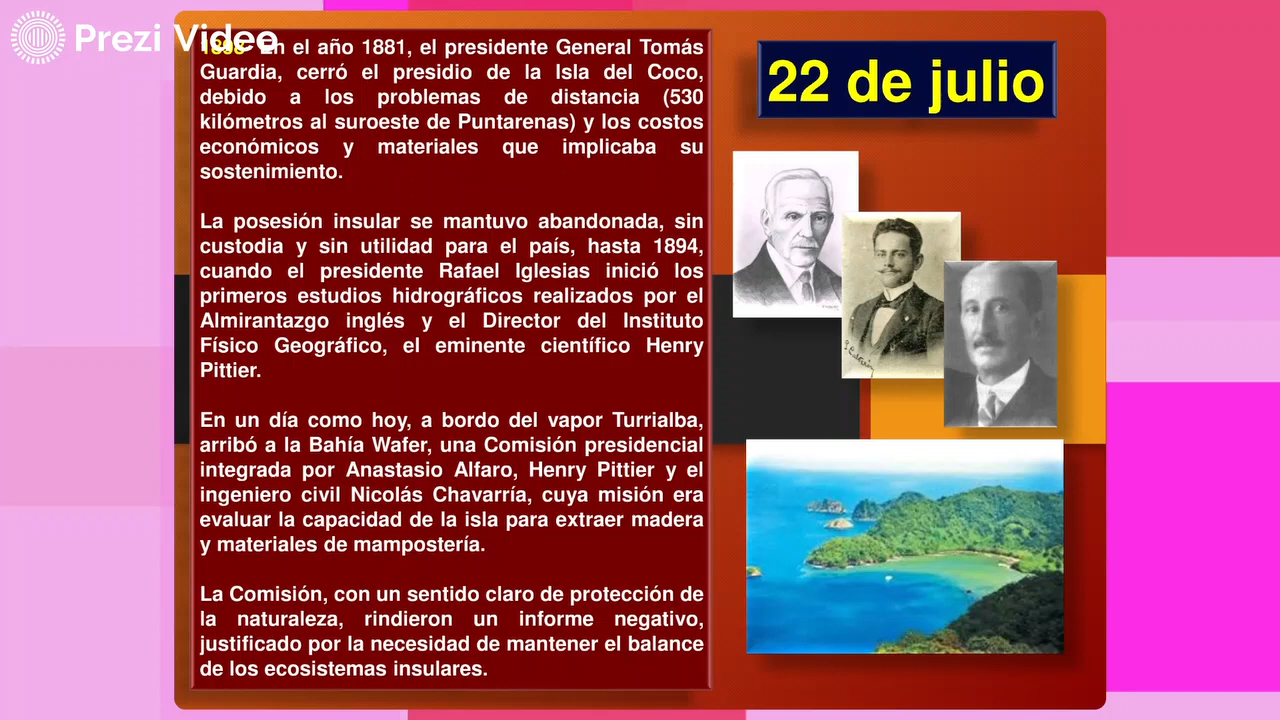 Prezi Video
1898 En el año 1881, el presidente General Tomás
Guardia, cerró el presidio de la Isla del Coco,
debido a los problemas de distancia (530
kilómetros al suroeste de Puntarenas) y los costos
económicos y materiales que implicaba su
sostenimiento.
La posesión insular se mantuvo abandonada, sin
custodia y sin utilidad para el país, hasta 1894,
cuando el presidente Rafael Iglesias inició los
primeros estudios hidrográficos realizados por el
Almirantazgo inglés y el Director del Instituto
Físico Geográfico, el eminente científico Henry
Pittier.
En un día como hoy, a bordo del vapor Turrialba,
arribó a la Bahía Wafer, una Comisión presidencial
integrada por Anastasio Alfaro, Henry Pittier y el
ingeniero civil Nicolás Chavarría, cuya misión era
evaluar la capacidad de la isla para extraer madera
y materiales de mampostería.
La Comisión, con un sentido claro de protección de
la naturaleza, rindieron un informe negativo,
justificado por la necesidad de mantener el balance
de los ecosistemas insulares.
22 de julio